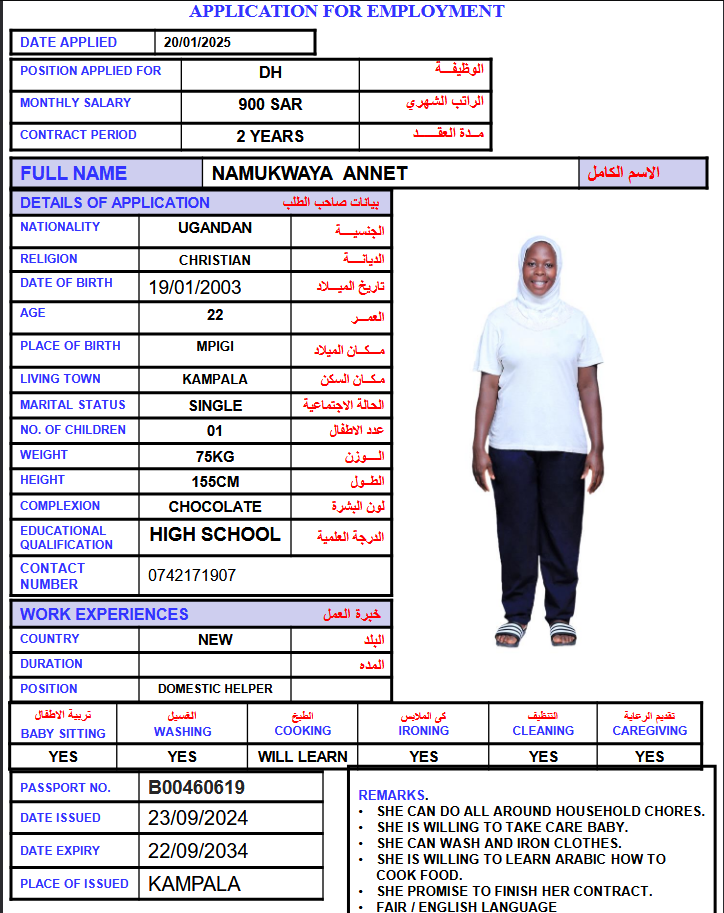 APPLICATION FOR EMPLOYMENT
DATE APPLIED 20/01/2025
POSITION APPLIED FOR DH الوظيفـــة
MONTHLY SALARY 900 SAR الراتب الشهري
CONTRACT PERIOD 2 YEARS مـدة العقـــد
FULL NAME NAMUKWAYA ANNET الاسم الكامل
DETAILS OF APPLICATION بيانات صاحب الطلب
NATIONALITY UGANDAN الجنسيـــة
RELIGION CHRISTIAN الديانـــة
DATE OF BIRTH 19/01/2003 تاريخ الميــلاد
AGE 22 العمـــر
PLACE OF BIRTH MPIGI مـكـان الميلاد
LIVING TOWN KAMPALA مكـان السكن
MARITAL STATUS SINGLE الحالة الاجتماعية
NO. OF CHILDREN 01 عدد الاطفال
WEIGHT 75KG الـــوزن
HEIGHT 155CM الطـول
COMPLEXION CHOCOLATE لون البشرة
EDUCATIONAL QUALIFICATION HIGH SCHOOL الدرجة العلمية
CONTACT NUMBER 0742171907
WORK EXPERIENCES خبرة العمل
COUNTRY NEW البلد
DURATION المده
POSITION DOMESTIC HELPER
تربية الاطفال الغسيل الطبخ كى الملابس التنظيف تقديم الرعاية
BABY SITTING WASHING COOKING IRONING CLEANING CAREGIVING
YES YES WILL LEARN YES YES YES
PASSPORT NO. B00460619
DATE ISSUED 23/09/2024
DATE EXPIRY 22/09/2034
PLACE OF ISSUED KAMPALA
REMARKS.
• SHE CAN DO ALL AROUND HOUSEHOLD CHORES.
• SHE IS WILLING TO TAKE CARE BABY.
• SHE CAN WASH AND IRON CLOTHES.
• SHE IS WILLING TO LEARN ARABIC HOW TO
COOK FOOD.
• SHE PROMISE TO FINISH HER CONTRACT.
• FAIR / ENGLISH LANGUAGE